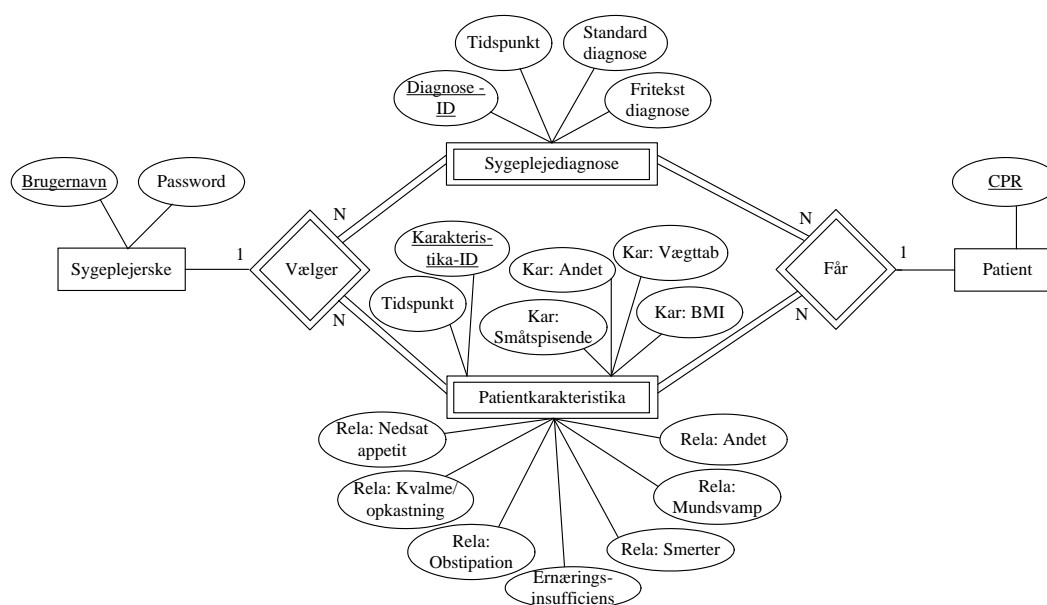 Tidspunkt
Standard
diagnose
Diagnose -
ID
Fritekst
diagnose
Sygeplejediagnose
Brugernavn
Password
CPR
N
N
Karakteris-
tika-ID
Kar: Andet
Kar: Vægttab
1
1
Sygeplejerske
Vælger
Får
Patient
Tidspunkt
Kar:
Småtspisende
Kar: BMI
N
N
Patientkarakteristika
Rela: Nedsat
appetit
Rela: Andet
Rela: Kvalme/
opkastning
Rela:
Mundsvamp
Rela:
Obstipation
Rela: Smerter
Ernærings-
insufficiens